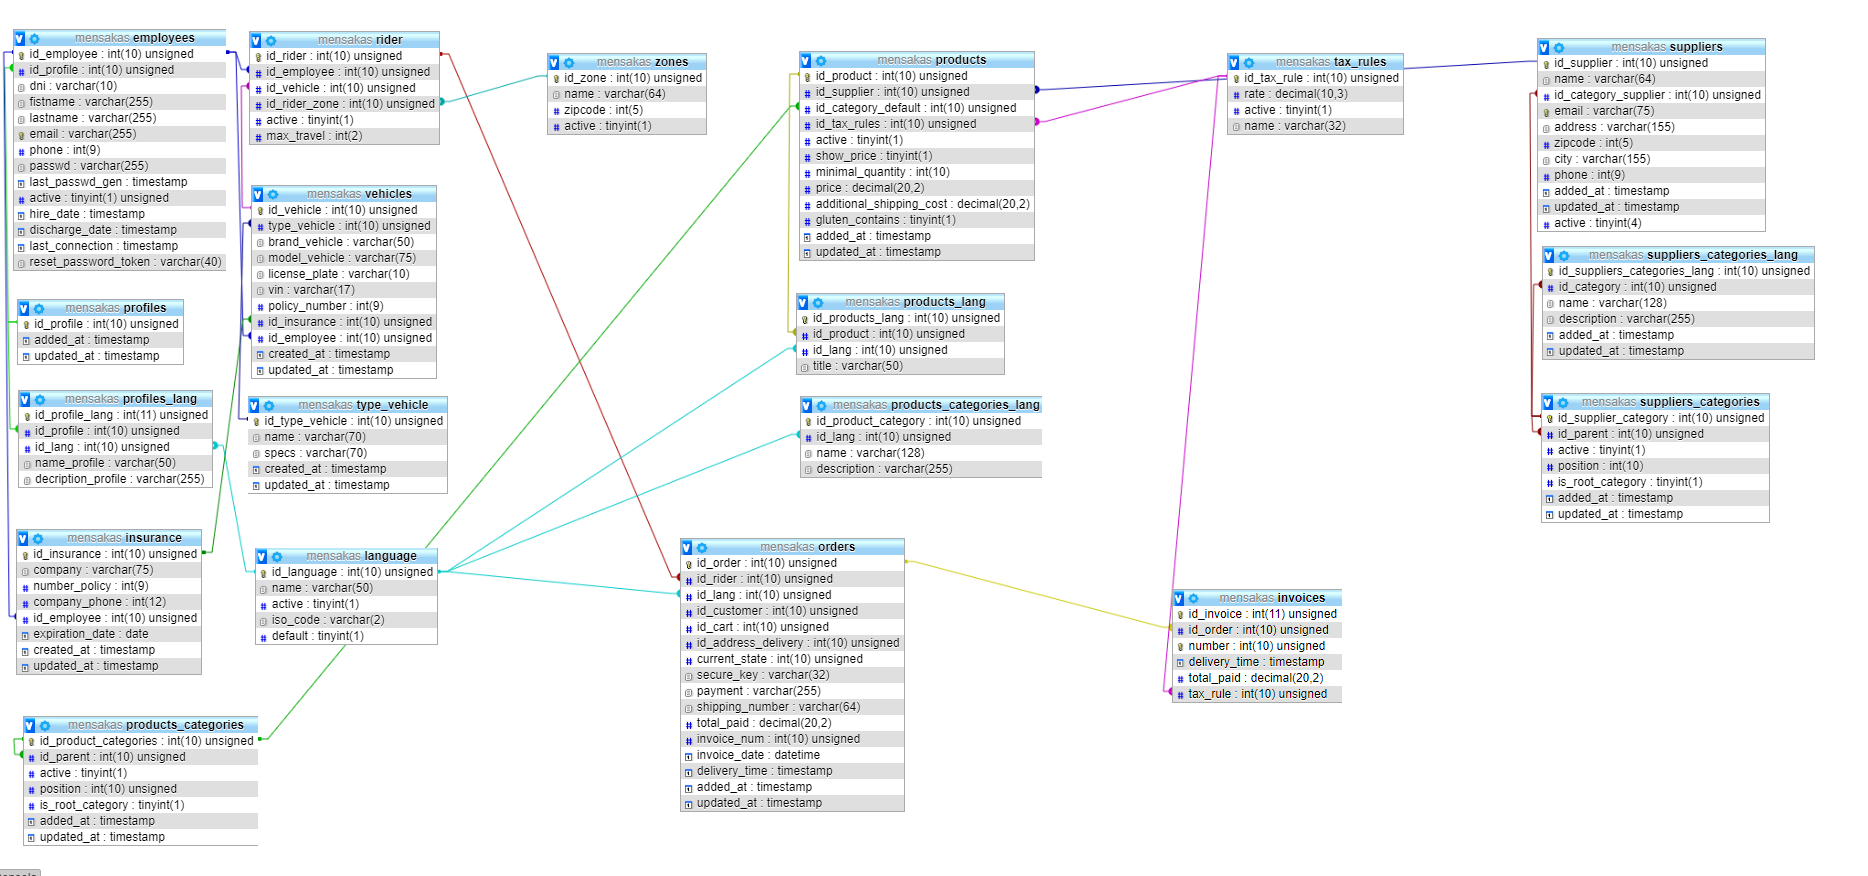 mensakas employees
id_employee : int(10) unsigned
id_profile : int(10) unsigned
dni : varchar(10)
fistname : varchar(255)
lastname : varchar(255)
email : varchar(255)
phone : int(9)
passwd : varchar(255)
last_passwd_gen : timestamp
active : tinyint(1) unsigned
hire_date : timestamp
discharge_date : timestamp
last_connection : timestamp
reset_password_token : varchar(40)
mensakas profiles
id_profile : int(10) unsigned
added_at : timestamp
updated_at : timestamp
mensakas profiles_lang
id_profile_lang : int(11) unsigned
id_profile : int(10) unsigned
id_lang : int(10) unsigned
name_profile : varchar(50)
decription_profile : varchar(255)
mensakas insurance
id_insurance : int(10) unsigned
company : varchar(75)
number_policy : int(9)
company_phone : int(12)
id_employee : int(10) unsigned
expiration_date : date
created_at : timestamp
updated_at : timestamp
mensakas products_categories
id_product_categories : int(10) unsigned
id_parent : int(10) unsigned
active : tinyint(1)
position : int(10) unsigned
is_root_category : tinyint(1)
added_at : timestamp
updated_at : timestamp
mensakas rider
id_rider : int(10) unsigned
id_employee : int(10) unsigned
id_vehicle : int(10) unsigned
id_rider_zone : int(10) unsigned
active : tinyint(1)
max_travel : int(2)
mensakas vehicles
id_vehicle : int(10) unsigned
type_vehicle : int(10) unsigned
brand_vehicle : varchar(50)
model_vehicle : varchar(75)
license_plate : varchar(10)
vin : varchar(17)
policy_number : int(9)
id_insurance : int(10) unsigned
id_employee : int(10) unsigned
created_at : timestamp
updated_at : timestamp
mensakas type_vehicle
id_type_vehicle : int(10) unsigned
name : varchar(70)
specs : varchar(70)
created_at : timestamp
updated_at : timestamp
mensakas language
id_language : int(10) unsigned
name : varchar(50)
active : tinyint(1)
iso_code : varchar(2)
default : tinyint(1)
mensakas zones
id_zone : int(10) unsigned
name : varchar(64)
zipcode : int(5)
active : tinyint(1)
mensakas products
id_product : int(10) unsigned
id_supplier : int(10) unsigned
id_category_default : int(10) unsigned
id_tax_rules : int(10) unsigned
active : tinyint(1)
show_price : tinyint(1)
minimal_quantity : int(10)
price : decimal(20,2)
additional_shipping_cost : decimal(20,2)
gluten_contains : tinyint(1)
added_at : timestamp
updated_at : timestamp
mensakas products_lang
id_products_lang : int(10) unsigned
id_product : int(10) unsigned
id_lang : int(10) unsigned
title : varchar(50)
mensakas products_categories_lang
id_product_category : int(10) unsigned
id_lang : int(10) unsigned
name : varchar(128)
description : varchar(255)
mensakas orders
id_order : int(10) unsigned
id_rider : int(10) unsigned
id_lang : int(10) unsigned
id_customer : int(10) unsigned
id_cart : int(10) unsigned
id_address_delivery : int(10) unsigned
current_state : int(10) unsigned
secure_key : varchar(32)
payment : varchar(255)
shipping_number : varchar(64)
total_paid : decimal(20,2)
invoice_num : int(10) unsigned
invoice_date : datetime
delivery_time : timestamp
added_at : timestamp
updated_at : timestamp
mensakas tax_rules
id_tax_rule : int(10) unsigned
rate : decimal(10,3)
active : tinyint(1)
name : varchar(32)
mensakas invoices
id_invoice : int(11) unsigned
id_order : int(10) unsigned
number : int(10) unsigned
delivery_time : timestamp
total_paid : decimal(20,2)
tax_rule : int(10) unsigned
mensakas suppliers
id_supplier : int(10) unsigned
name : varchar(64)
id_category_supplier : int(10) unsigned
email : varchar(75)
address : varchar(155)
zipcode : int(5)
city : varchar(155)
phone : int(9)
added_at : timestamp
updated_at : timestamp
active : tinyint(4)
mensakas suppliers_categories_lang
id_suppliers_categories_lang : int(10) unsigned
id_category : int(10) unsigned
name : varchar(128)
description : varchar(255)
added_at : timestamp
updated_at : timestamp
mensakas suppliers_categories
id_supplier_category : int(10) unsigned
id_parent : int(10) unsigned
active : tinyint(1)
position : int(10)
is_root_category : tinyint(1)
added_at : timestamp
updated_at : timestamp